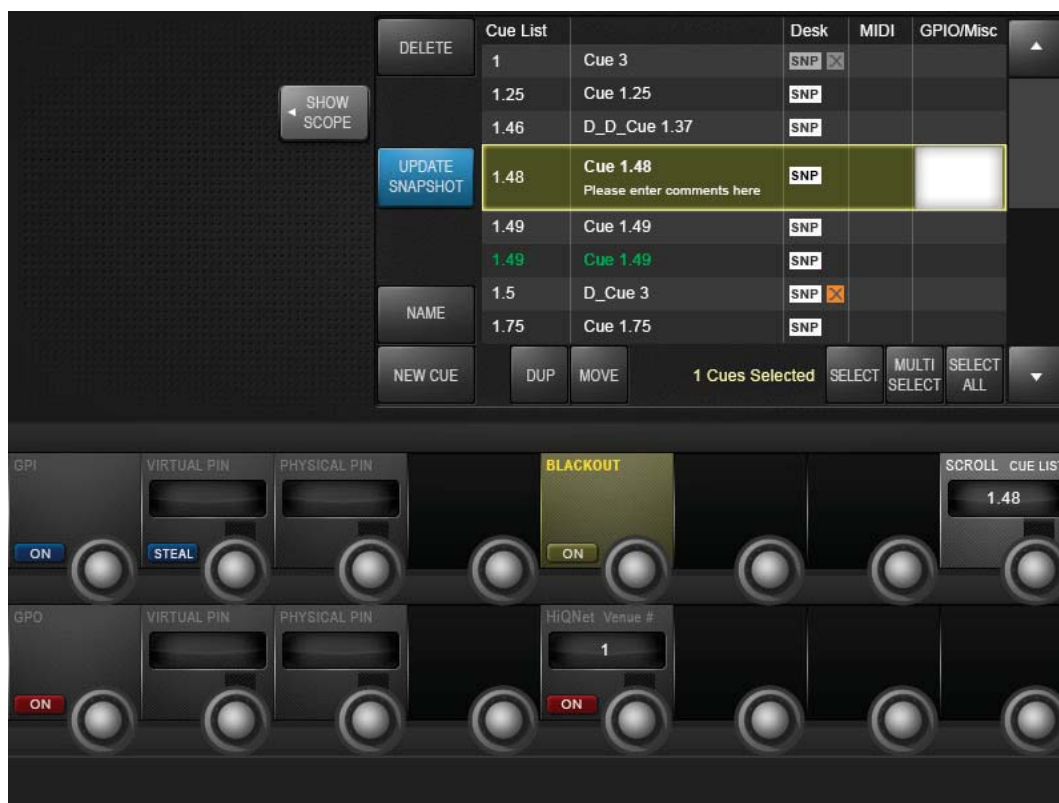 DELETE
Cue List Desk MIDI GPIO/Misc
1 Cue 3 SNP
SHOW
SCOPE
1.25 Cue 1.25 SNP
1.46 D_D_Cue 1.37 SNP
UPDATE
SNAPSHOT
1.48 Cue 1.48 SNP
Please enter comments here
1.49 Cue 1.49 SNP
1.49 Cue 1.49 SNP
NAME
1.5 D_Cue 3 SNP
1.75 Cue 1.75 SNP
NEW CUE DUP MOVE 1 Cues Selected SELECT
MULTI
SELECT
SELECT
ALL
GPI VIRTUAL PIN PHYSICAL PIN BLACKOUT SCROLL CUE LIS
1.48
ON STEAL ON
GPO VIRTUAL PIN PHYSICAL PIN HiQNet Venue #
1
ON ON